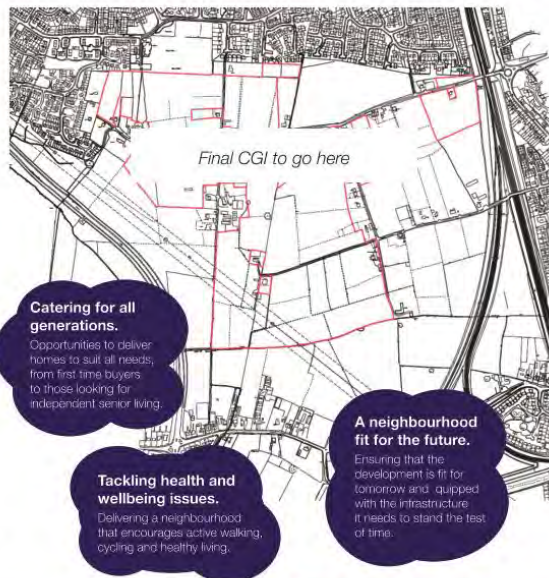 Final CGI to go here
Catering for all
generations.
Opportunities to deliver
homes to suit all needs,
from first time buyers
to those looking for
independent senior living.
A neighbourhood
fit for the future.
Ensuring that the
development is fit for
tomorrow and quipped
with the infrastructure
it needs to stand the test
of time.
Tackling health and
wellbeing issues.
Delivering a neighbourhood
that encourages active walking,
cycling and healthy living.